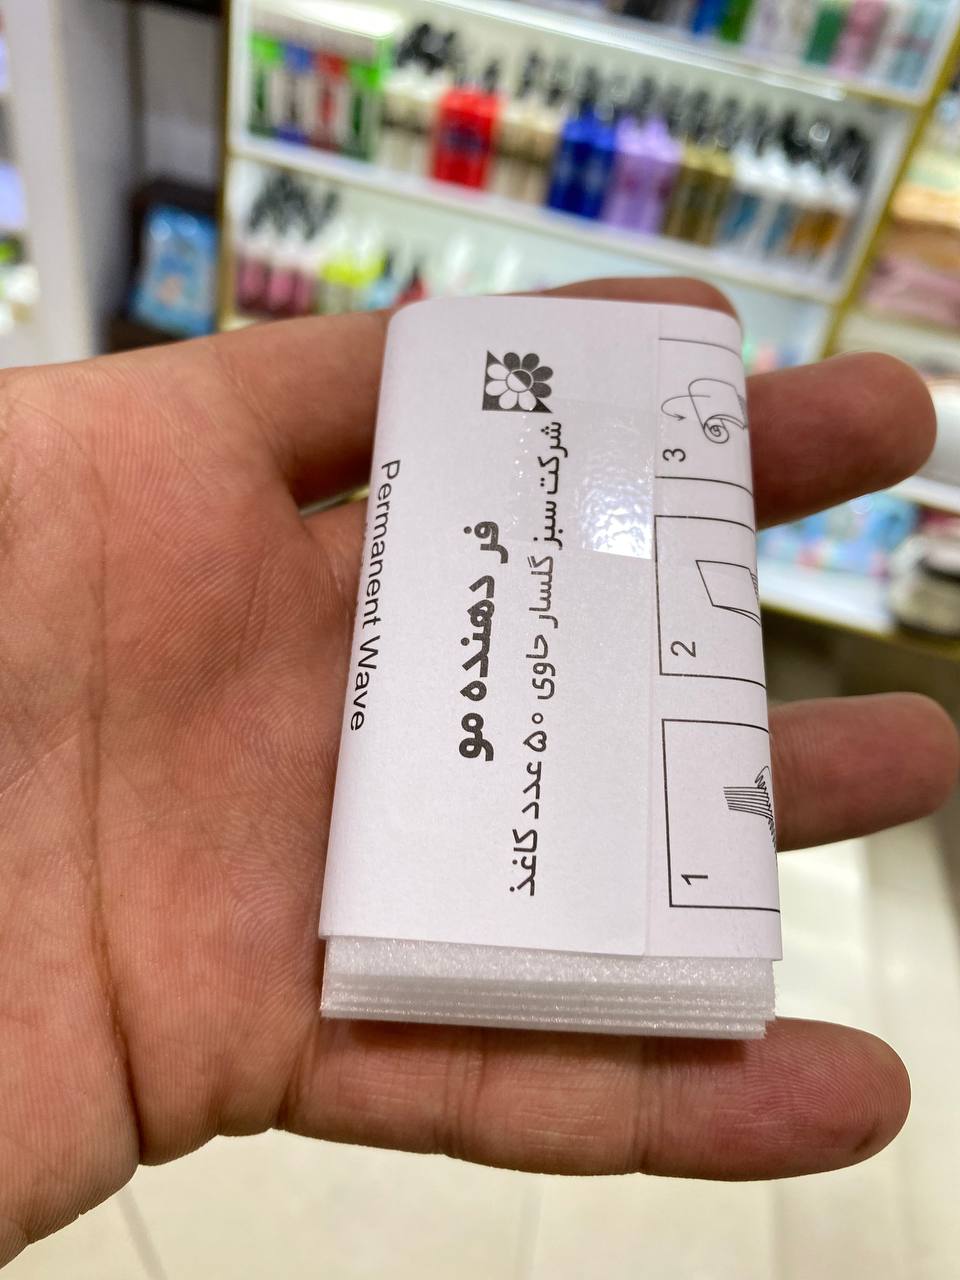 Permanent Wave
فر دهنده مو
شرکت سبز گلسار حاوی ۵۰ عدد کاغذ
1
2
3